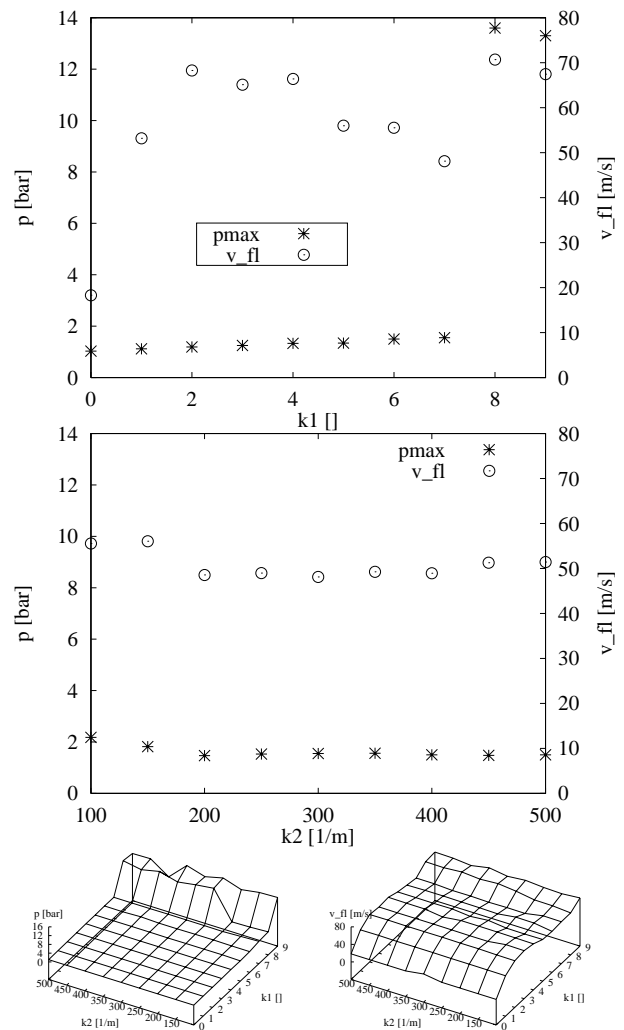 14 80
12 70
10 60
8 50
6 40
4 30
2 20
0 10
0
p [bar]
v_fl [m/s]
pmax
v_fl
0 2 4 6 8
k1 []
14 80
12 70
10 60
8 50
6 40
4 30
2 20
0 10
0
p [bar]
v_fl [m/s]
pmax
v_fl
100 200 300 400 500
k2 [1/m]
p [bar]
16
12
8
4
0
500 450 400 350 300 250 200 150
k2 [1/m]
0 1 2 3 4 5 6 7 8 9
k1 []
v_fl [m/s]
80
40
0
500 450 400 350 300 250 200 150
k2 [1/m]
0 1 2 3 4 5 6 7 8 9
k1 []